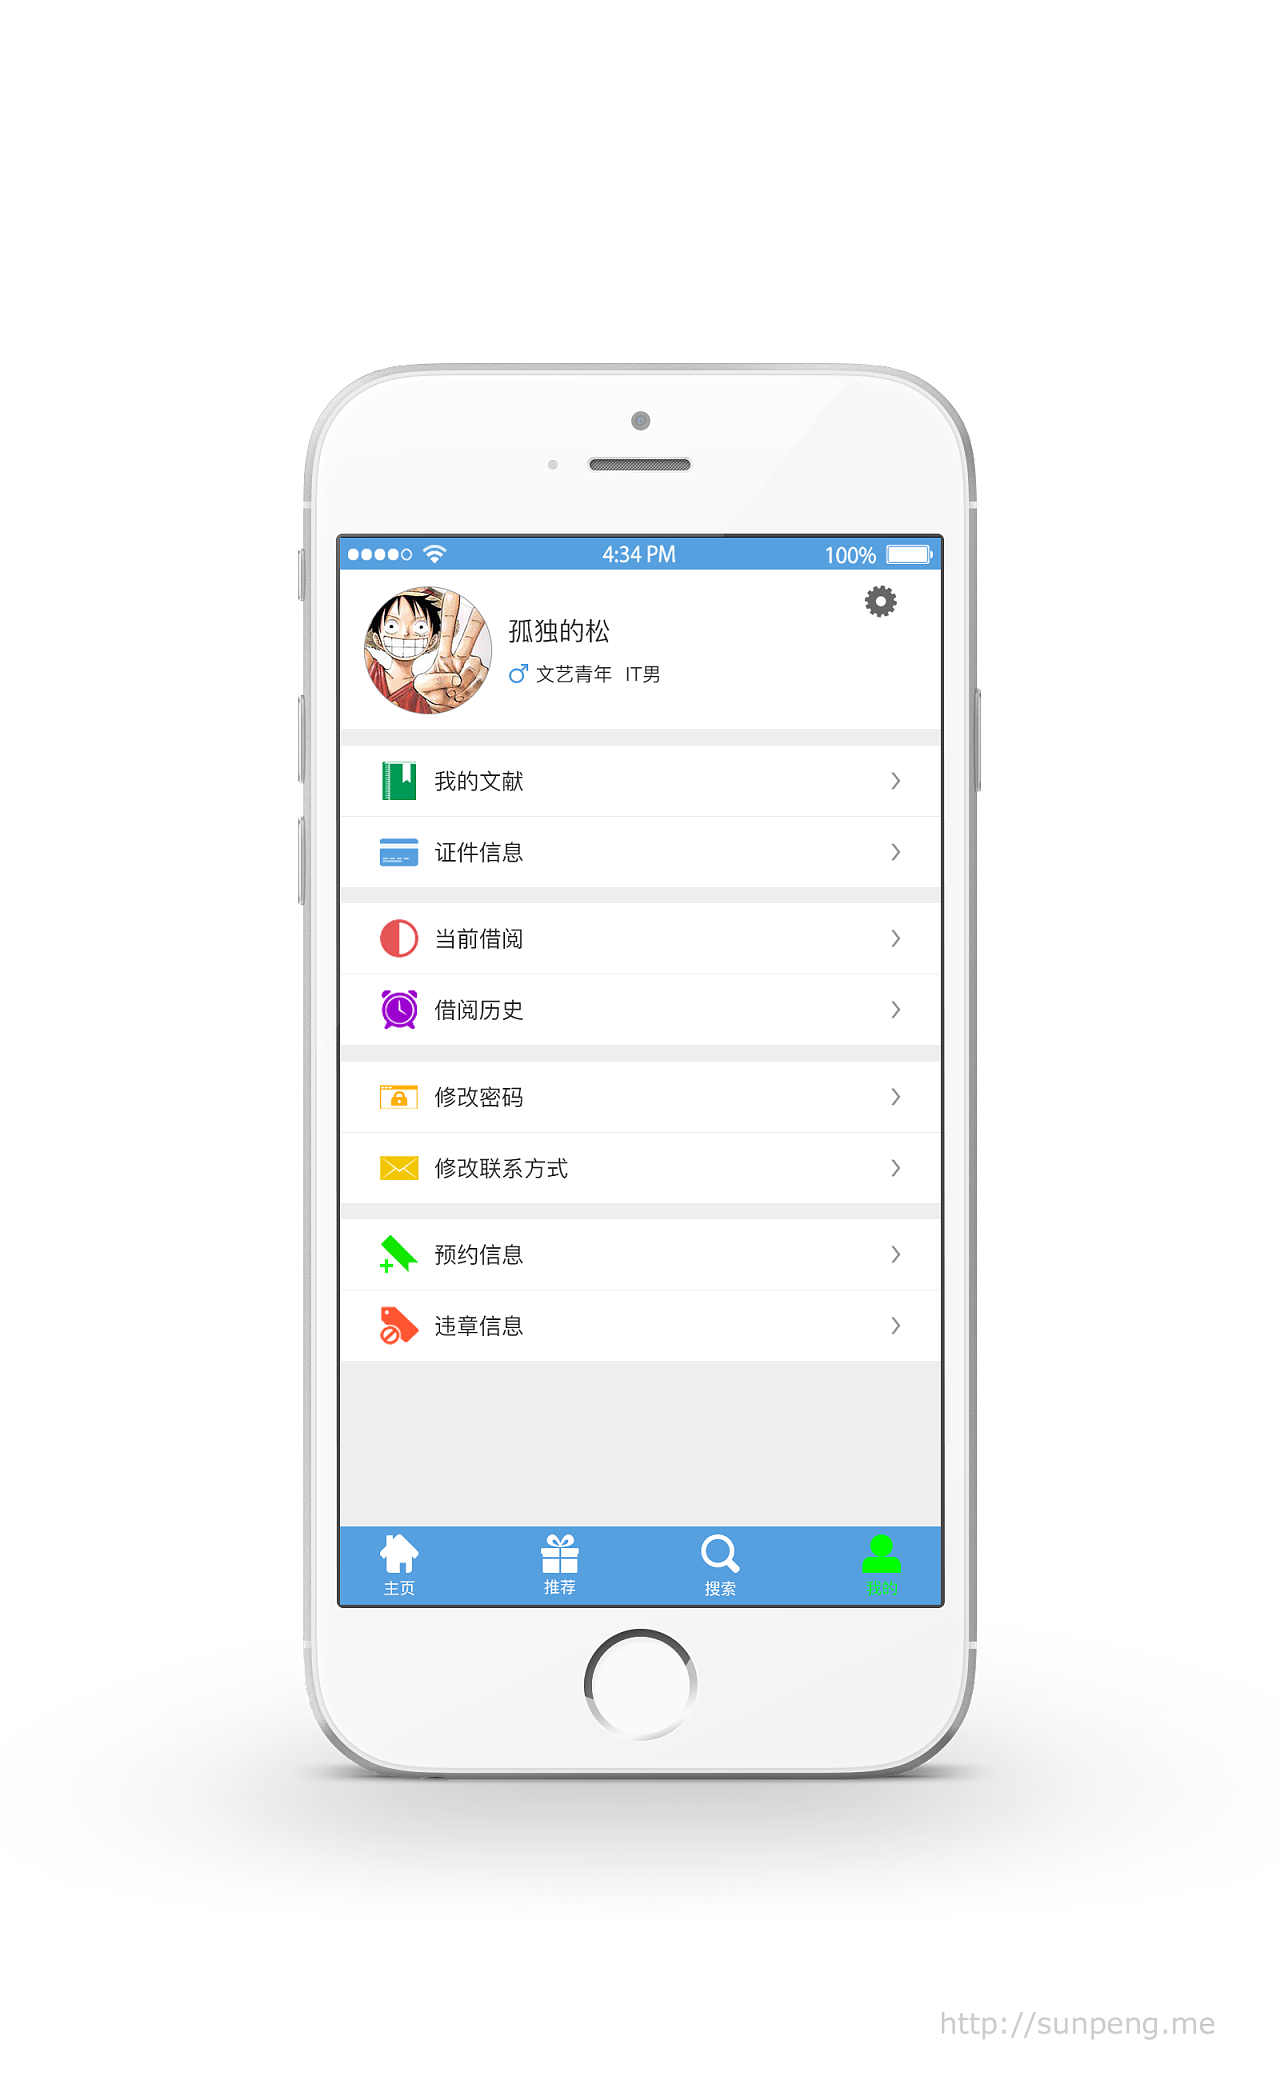 4:34 PM
100%
孤独的松
文艺青年 IT男
我的文献
证件信息
当前借阅
借阅历史
修改密码
修改联系方式
预约信息
违章信息
主页
推荐
搜索
我的
http://sunpeng.me